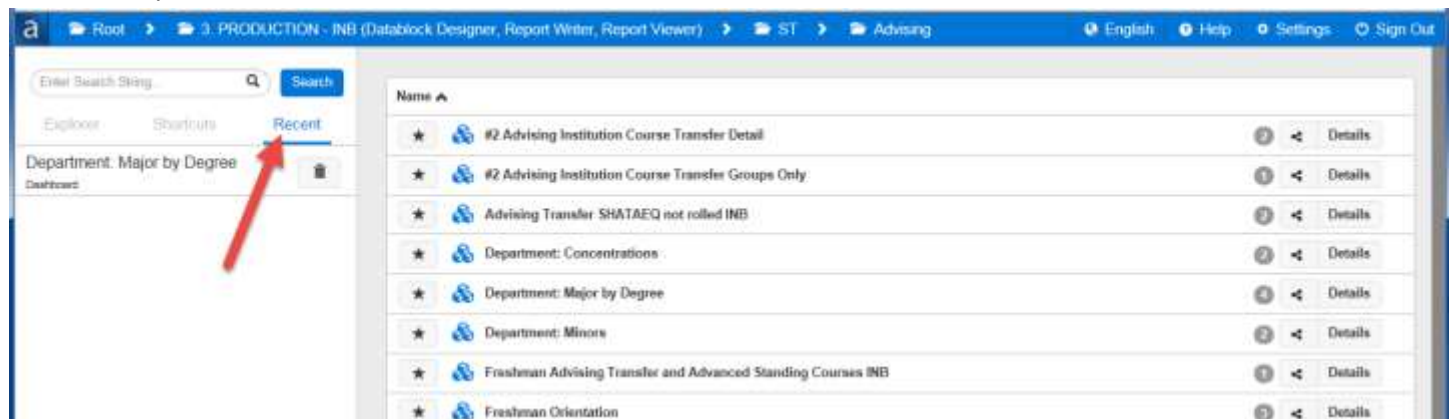 a Root > 3. PRODUCTION - INB (Datablock Designer, Report Writer, Report Viewer) > ST > Advising English Help Settings Sign Out
Enter Search String... Search
Explorer Shortcuts Recent
Department: Major by Degree
Dashboard
Name
#2 Advising Institution Course Transfer Detail Details
#2 Advising Institution Course Transfer Groups Only Details
Advising Transfer SHATAEQ not rolled INB Details
Department: Concentrations Details
Department: Major by Degree Details
Department: Minors Details
Freshman Advising Transfer and Advanced Standing Courses INB Details
Freshman Orientation Details